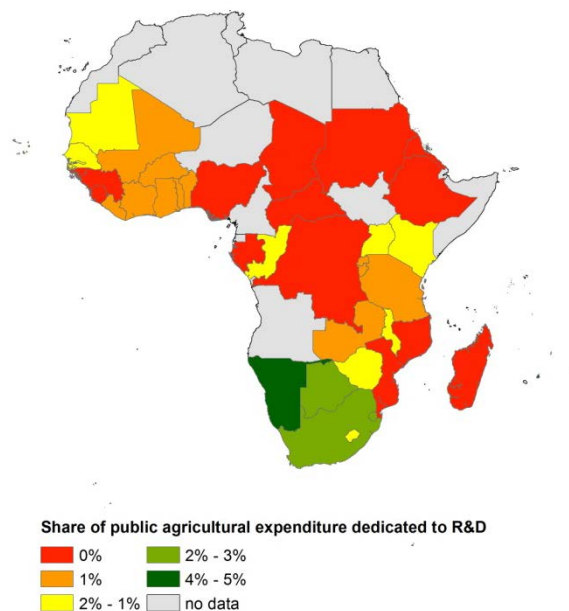 Share of public agricultural expenditure dedicated to R&D
0%
1%
2% - 1%
2% - 3%
4% - 5%
no data